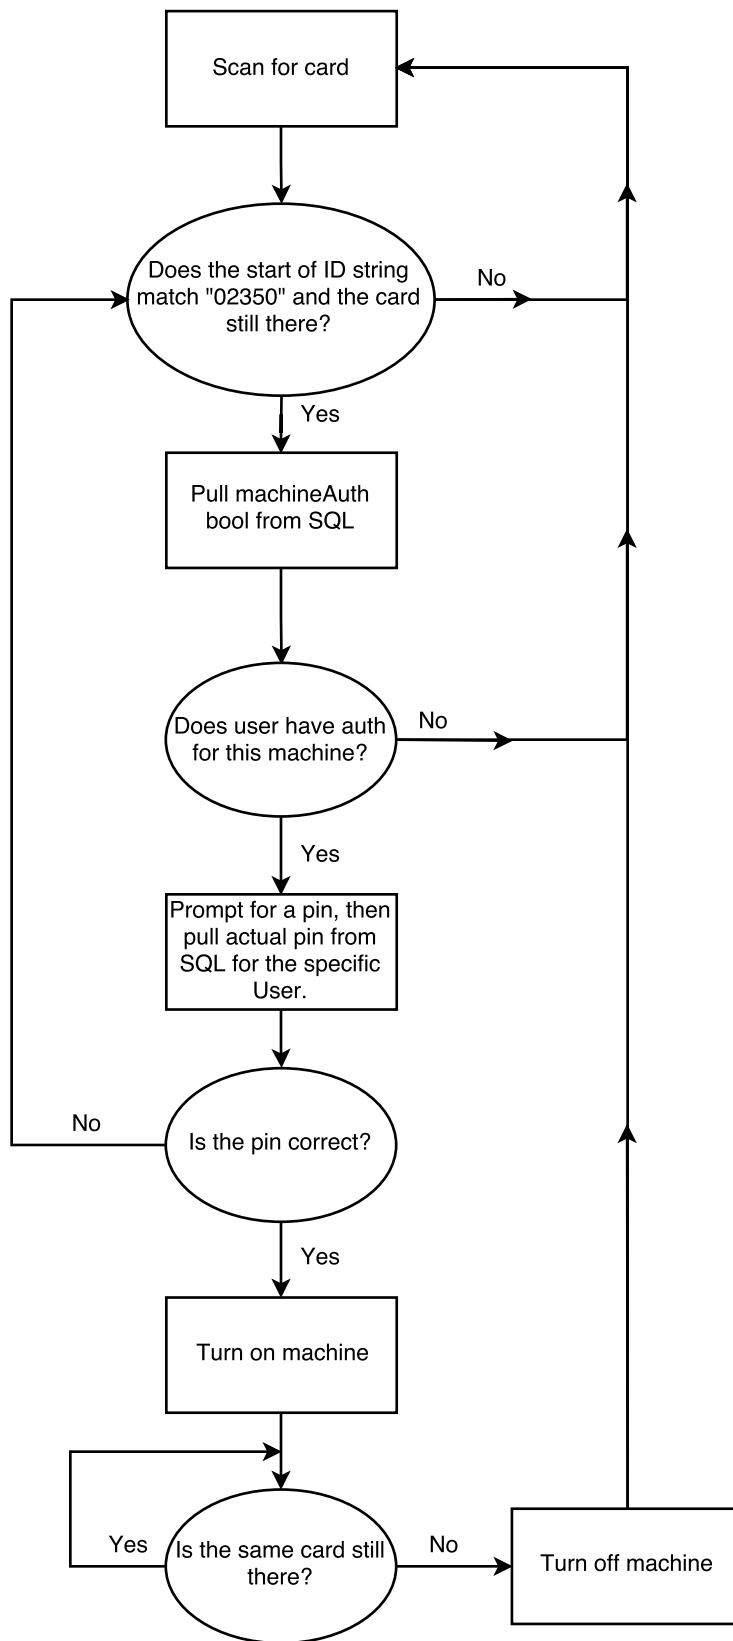 Scan for card
Does the start of ID string
match "02350" and the card
still there?
No
Yes
Pull machineAuth
bool from SQL
Does user have auth
for this machine?
No
Yes
Prompt for a pin, then
pull actual pin from
SQL for the specific
User.
Is the pin correct?
No
Yes
Turn on machine
Is the same card still
there?
Yes
No
Turn off machine